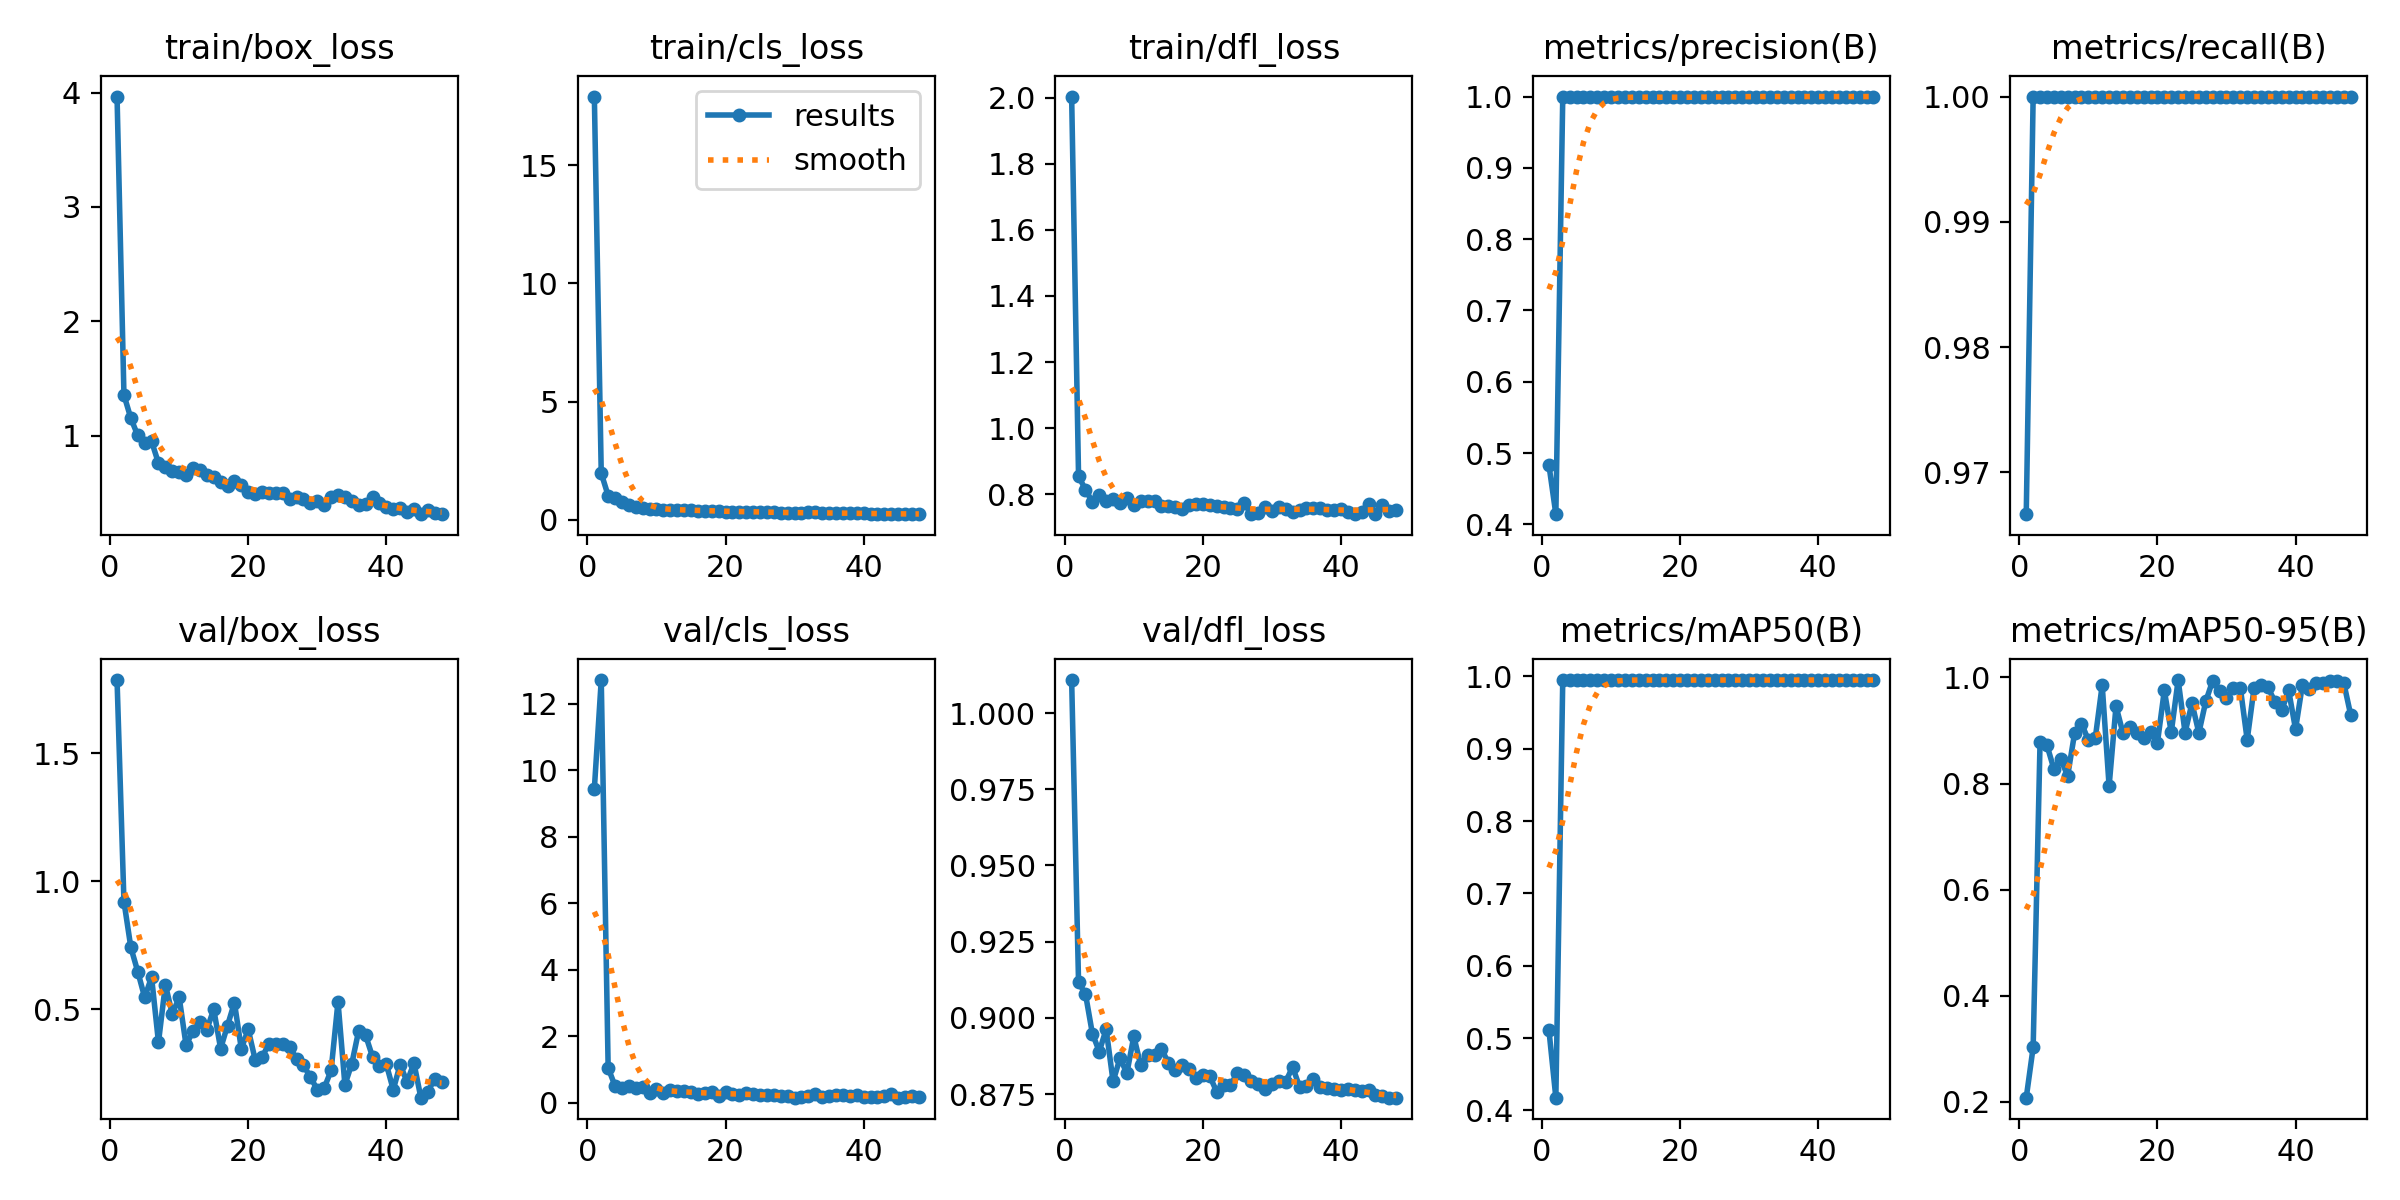 train/box_loss
4
3
2
1
0 20 40
train/cls_loss
results
smooth
15
10
5
0
0 20 40
train/dfl_loss
2.0
1.8
1.6
1.4
1.2
1.0
0.8
0 20 40
metrics/precision(B)
1.0
0.9
0.8
0.7
0.6
0.5
0.4
0 20 40
metrics/recall(B)
1.00
0.99
0.98
0.97
0 20 40
val/box_loss
1.5
1.0
0.5
0 20 40
val/cls_loss
12
10
8
6
4
2
0
0 20 40
val/dfl_loss
1.000
0.975
0.950
0.925
0.900
0.875
0 20 40
metrics/mAP50(B)
1.0
0.9
0.8
0.7
0.6
0.5
0.4
0 20 40
metrics/mAP50-95(B)
1.0
0.8
0.6
0.4
0.2
0 20 40